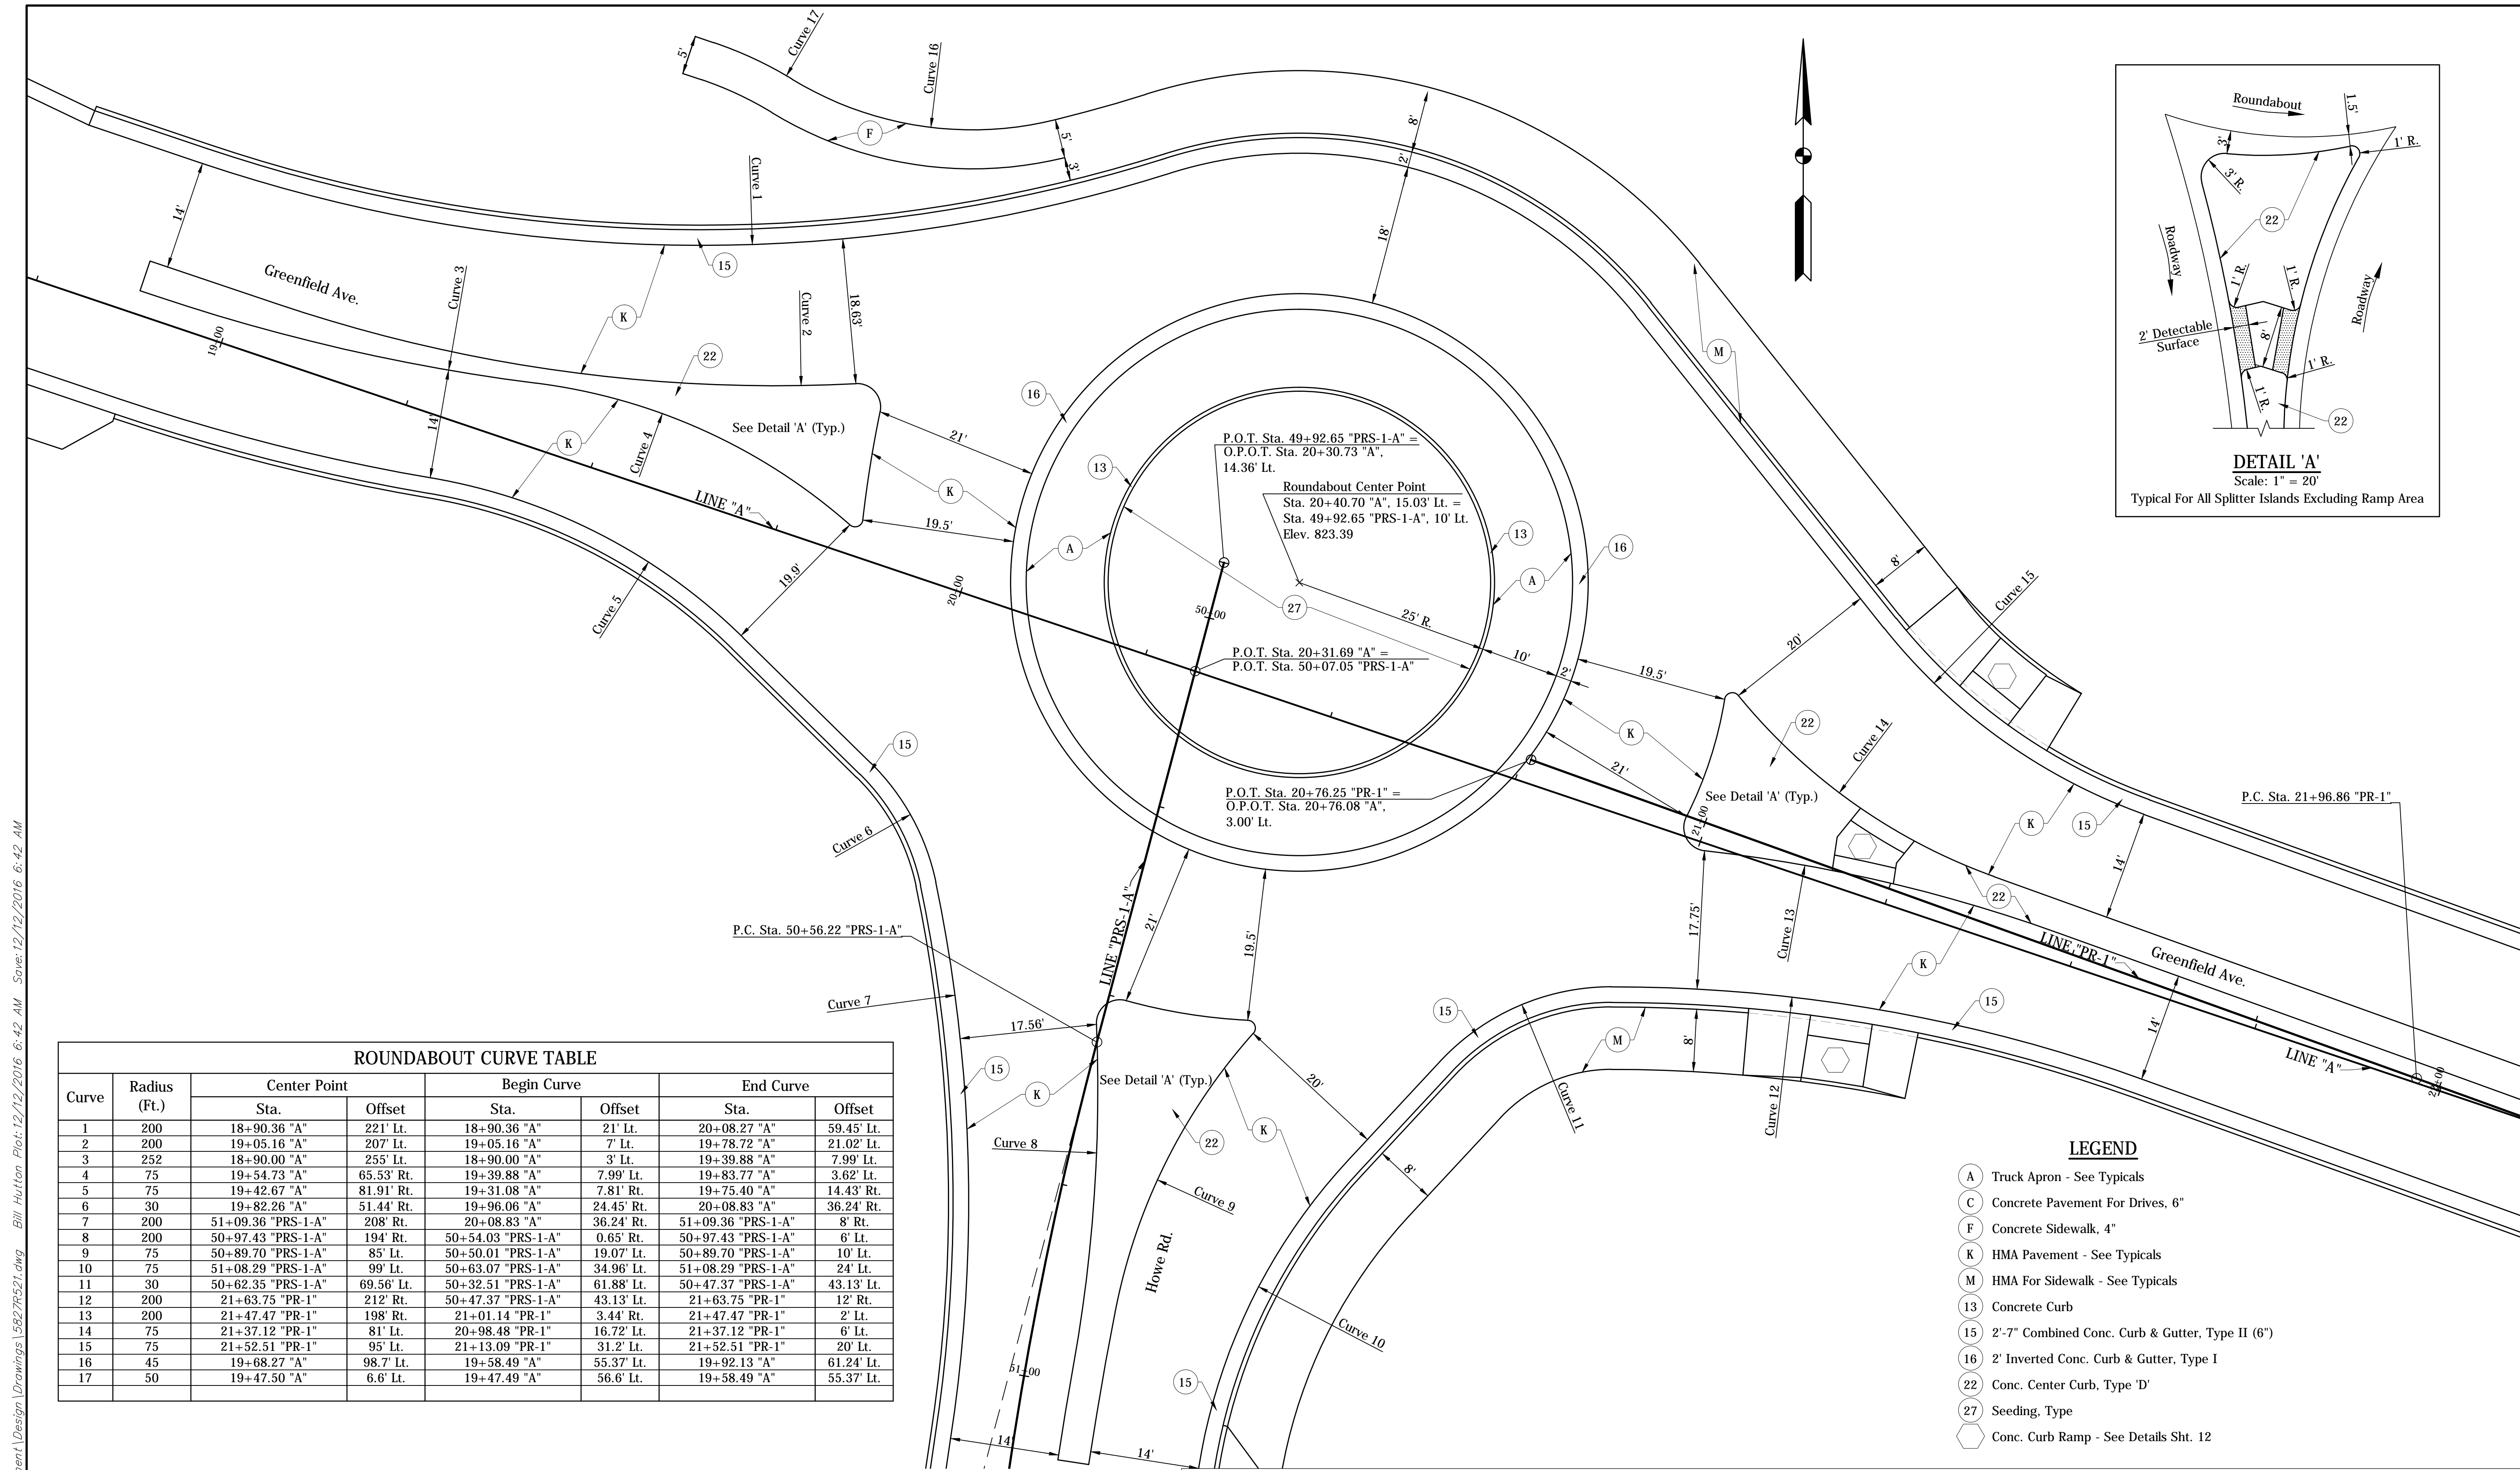 Curve 17
Curve 16
5'
F
5'
3'
8'
2'
18'
Curve 1
15
14'
Greenfield Ave.
Curve 3
K
Curve 2
18.63'
22
19+00
14'
K
Curve 4
See Detail 'A' (Typ.)
LINE "A"
21'
K
19.5'
16
13
A
19.9'
Curve 5
20+00
P.O.T. Sta. 49+92.65 "PRS-1-A" =
O.P.O.T. Sta. 20+30.73 "A",
14.36' Lt.
Roundabout Center Point
Sta. 20+40.70 "A", 15.03' Lt. =
Sta. 49+92.65 "PRS-1-A", 10' Lt.
Elev. 823.39
13
16
A
50+00
27
25' R.
10'
2'
P.O.T. Sta. 20+31.69 "A" =
P.O.T. Sta. 50+07.05 "PRS-1-A"
P.O.T. Sta. 20+76.25 "PR-1" =
O.P.O.T. Sta. 20+76.08 "A",
3.00' Lt.
M
8'
Curve 15
20'
19.5'
K
22
21'
Curve 14
See Detail 'A' (Typ.)
21+00
K
15
14'
22
P.C. Sta. 21+96.86 "PR-1"
LINE "PR-1"
Greenfield Ave.
17.75'
Curve 13
K
15
14'
LINE "A"
22+00
Roundabout
1.5'
3'
1' R.
3' R.
22
Roadway
1' R.
1' R.
Roadway
2' Detectable
Surface
8'
1' R.
1' R.
22
DETAIL 'A'
Scale: 1" = 20'
Typical For All Splitter Islands Excluding Ramp Area
15
Curve 6
LINE "PRS-1-A"
21'
19.5'
P.C. Sta. 50+56.22 "PRS-1-A"
Curve 7
17.56'
15
K
See Detail 'A' (Typ.)
20'
Curve 8
22
K
Curve 9
Howe Rd.
15
M
8'
Curve 11
Curve 12
8'
Curve 10
15
51+00
14'
14'
ROUNDABOUT CURVE TABLE
Curve Radius (Ft.) Center Point Begin Curve End Curve
Sta. Offset Sta. Offset Sta. Offset
1 200 18+90.36 "A" 221' Lt. 18+90.36 "A" 21' Lt. 20+08.27 "A" 59.45' Lt.
2 200 19+05.16 "A" 207' Lt. 19+05.16 "A" 7' Lt. 19+78.72 "A" 21.02' Lt.
3 252 18+90.00 "A" 255' Lt. 18+90.00 "A" 3' Lt. 19+39.88 "A" 7.99' Lt.
4 75 19+54.73 "A" 65.53' Rt. 19+39.88 "A" 7.99' Lt. 19+83.77 "A" 3.62' Lt.
5 75 19+42.67 "A" 81.91' Rt. 19+31.08 "A" 7.81' Rt. 19+75.40 "A" 14.43' Rt.
6 30 19+82.26 "A" 51.44' Rt. 19+96.06 "A" 24.45' Rt. 20+08.83 "A" 36.24' Rt.
7 200 51+09.36 "PRS-1-A" 208' Rt. 20+08.83 "A" 36.24' Rt. 51+09.36 "PRS-1-A" 8' Rt.
8 200 50+97.43 "PRS-1-A" 194' Rt. 50+54.03 "PRS-1-A" 0.65' Rt. 50+97.43 "PRS-1-A" 6' Lt.
9 75 50+89.70 "PRS-1-A" 85' Lt. 50+50.01 "PRS-1-A" 19.07' Lt. 50+89.70 "PRS-1-A" 10' Lt.
10 75 51+08.29 "PRS-1-A" 99' Lt. 50+63.07 "PRS-1-A" 34.96' Lt. 51+08.29 "PRS-1-A" 24' Lt.
11 30 50+62.35 "PRS-1-A" 69.56' Lt. 50+32.51 "PRS-1-A" 61.88' Lt. 50+47.37 "PRS-1-A" 43.13' Lt.
12 200 21+63.75 "PR-1" 212' Rt. 50+47.37 "PRS-1-A" 43.13' Lt. 21+63.75 "PR-1" 12' Rt.
13 200 21+47.47 "PR-1" 198' Rt. 21+01.14 "PR-1" 3.44' Rt. 21+47.47 "PR-1" 2' Lt.
14 75 21+37.12 "PR-1" 81' Lt. 20+98.48 "PR-1" 16.72' Lt. 21+37.12 "PR-1" 6' Lt.
15 75 21+52.51 "PR-1" 95' Lt. 21+13.09 "PR-1" 31.2' Lt. 21+52.51 "PR-1" 20' Lt.
16 45 19+68.27 "A" 98.7' Lt. 19+58.49 "A" 55.37' Lt. 19+92.13 "A" 61.24' Lt.
17 50 19+47.50 "A" 6.6' Lt. 19+47.49 "A" 56.6' Lt. 19+58.49 "A" 55.37' Lt.
LEGEND
A Truck Apron - See Typicals
C Concrete Pavement For Drives, 6"
F Concrete Sidewalk, 4"
K HMA Pavement - See Typicals
M HMA For Sidewalk - See Typicals
13 Concrete Curb
15 2'-7" Combined Conc. Curb & Gutter, Type II (6")
16 2' Inverted Conc. Curb & Gutter, Type I
22 Conc. Center Curb, Type 'D'
27 Seeding, Type
Conc. Curb Ramp - See Details Sht. 12
ment\Design\Drawings\5827R521.dwg Bill Hutton Plot:12/12/2016 6:42 AM Save:12/12/2016 6:42 AM